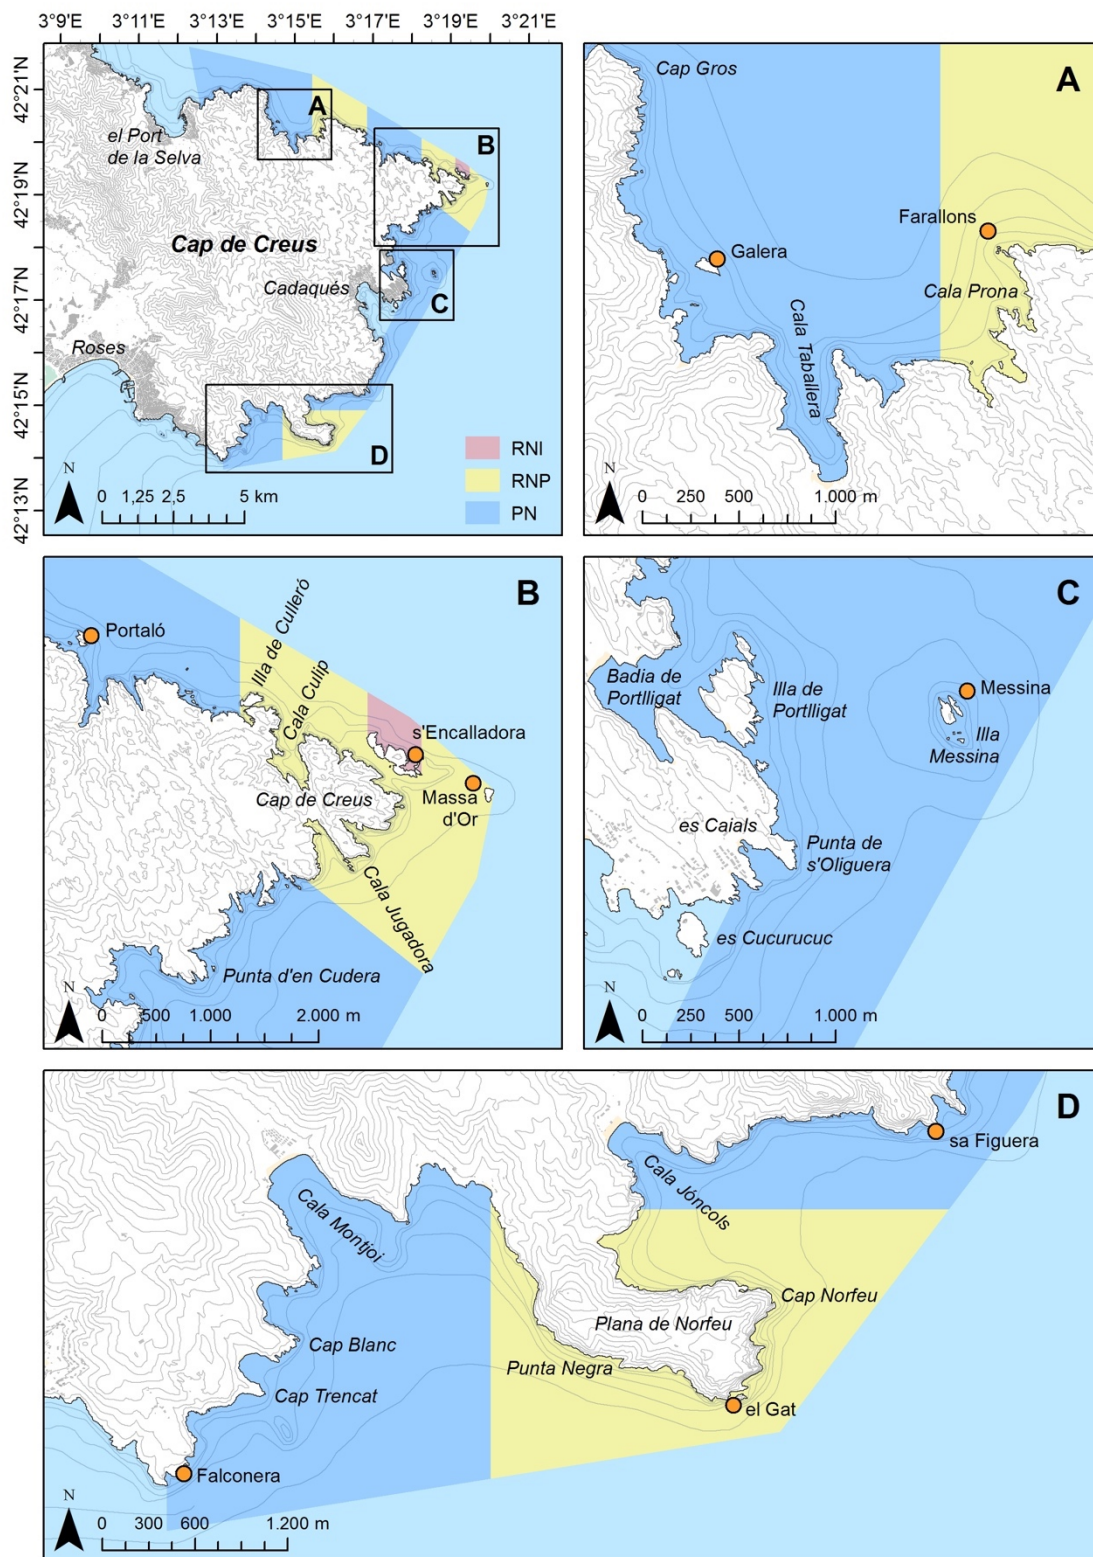 3°9'E 3°11'E 3°13'E 3°15'E 3°17'E 3°19'E 3°21'E
42°21'N
42°19'N
42°17'N
42°15'N
42°13'N
el Port
de la Selva
A
B
Cap de Creus
Cadaqués
C
Roses
D
RNI
RNP
PN
N
0 1,25 2,5 5 km
A
Cap Gros
Farallons
Galera
Cala Prona
Cala Taballera
N
0 250 500 1.000 m
B
Illa de Culleró
Portaló
Cala Culip
s'Encalladora
Cap de Creus
Massa
d'Or
Cala Jugadora
Punta d'en Cudera
N
0 500 1.000 2.000 m
C
Badia de
Portlligat
Illa de
Portlligat
Messina
Illa
Messina
es Caials
Punta de
s'Oliguera
es Cucurucuc
N
0 250 500 1.000 m
D
sa Figuera
Cala Jóncols
Cala Montjoi
Cap Norfeu
Plana de Norfeu
Cap Blanc
Punta Negra
Cap Trencat
el Gat
Falconera
N
0 300 600 1.200 m